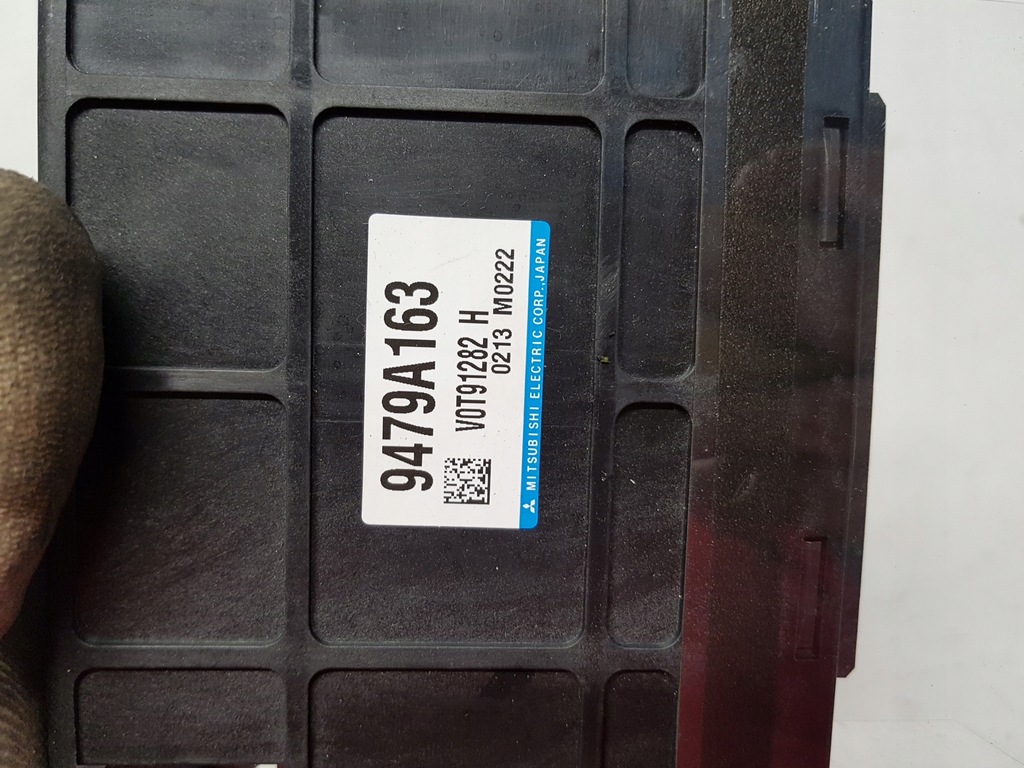 9479A163
V0T91282 H
0213 M0222
MITSUBISHI ELECTRIC CORP.,JAPAN